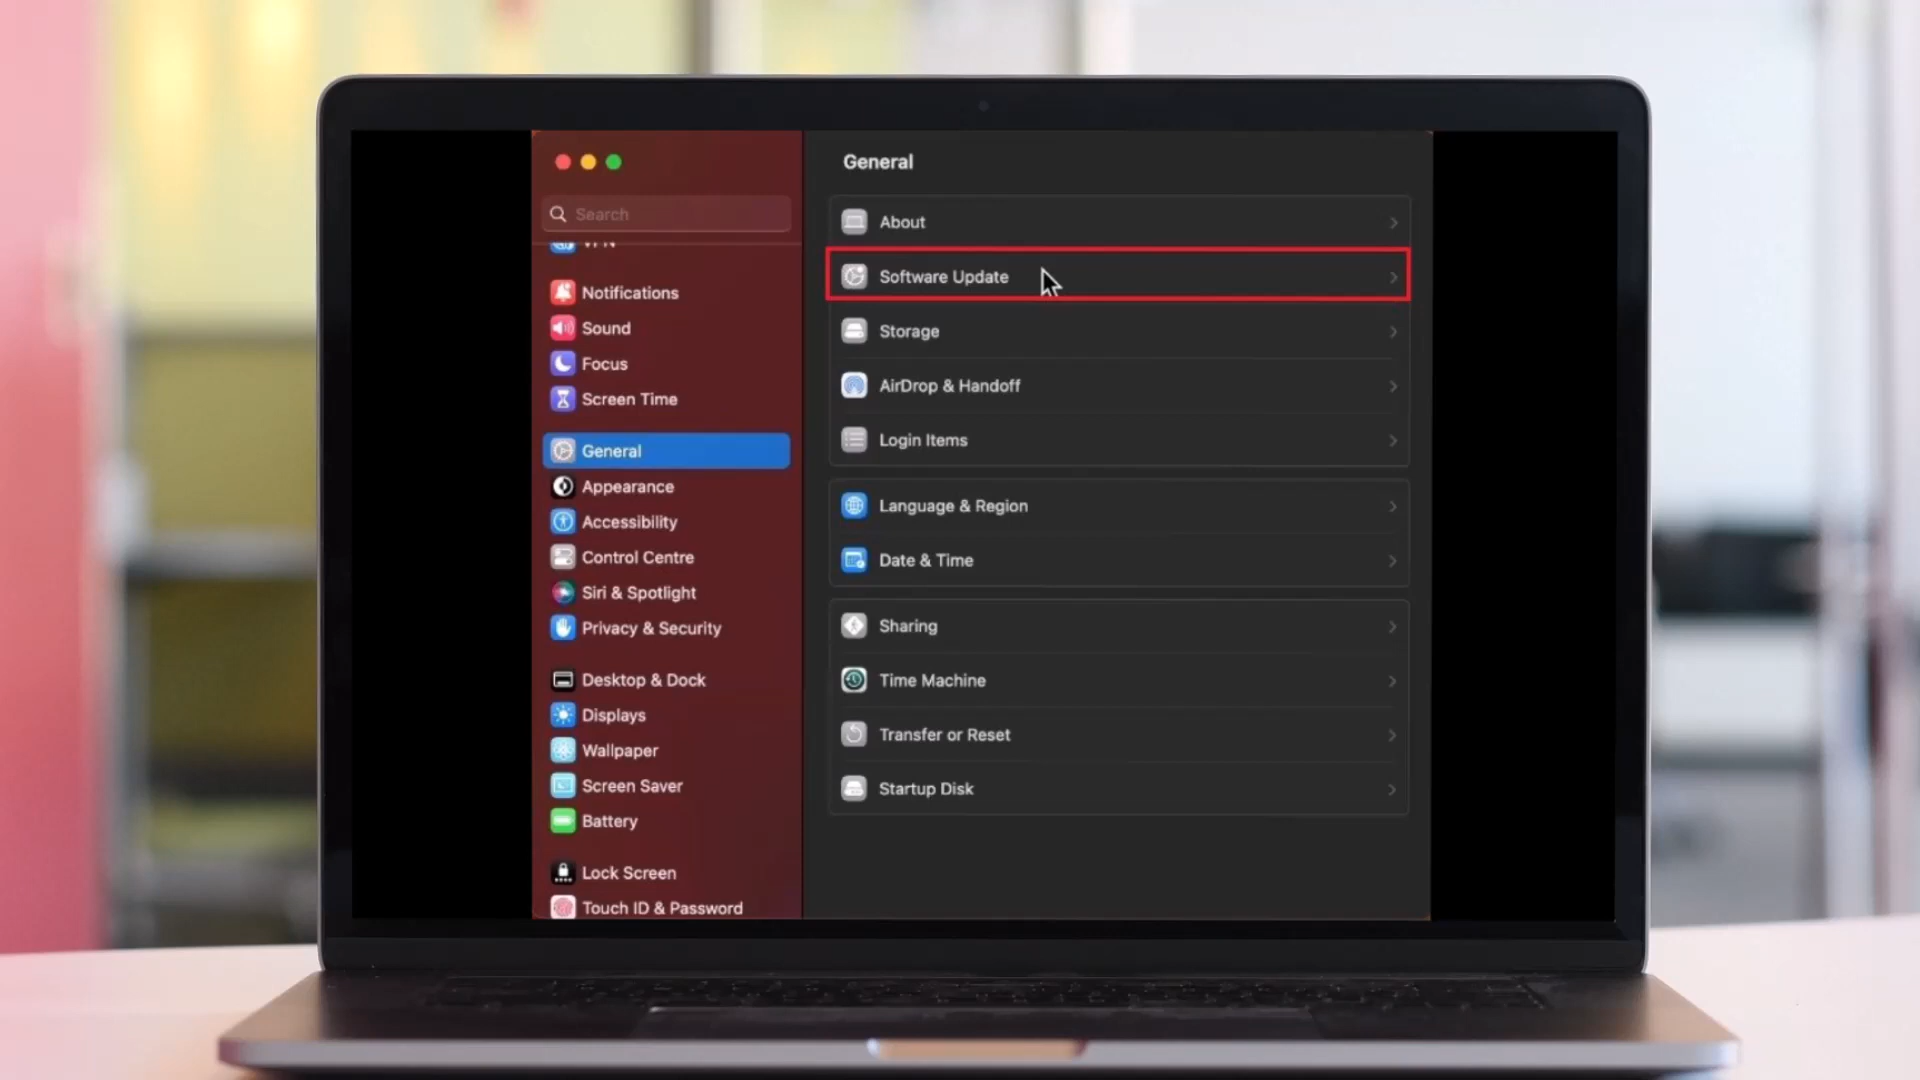 General
Search
VPN
Notifications
Sound
Focus
Screen Time
General
Appearance
Accessibility
Control Centre
Siri & Spotlight
Privacy & Security
Desktop & Dock
Displays
Wallpaper
Screen Saver
Battery
Lock Screen
Touch ID & Password
About
Software Update
Storage
AirDrop & Handoff
Login Items
Language & Region
Date & Time
Sharing
Time Machine
Transfer or Reset
Startup Disk